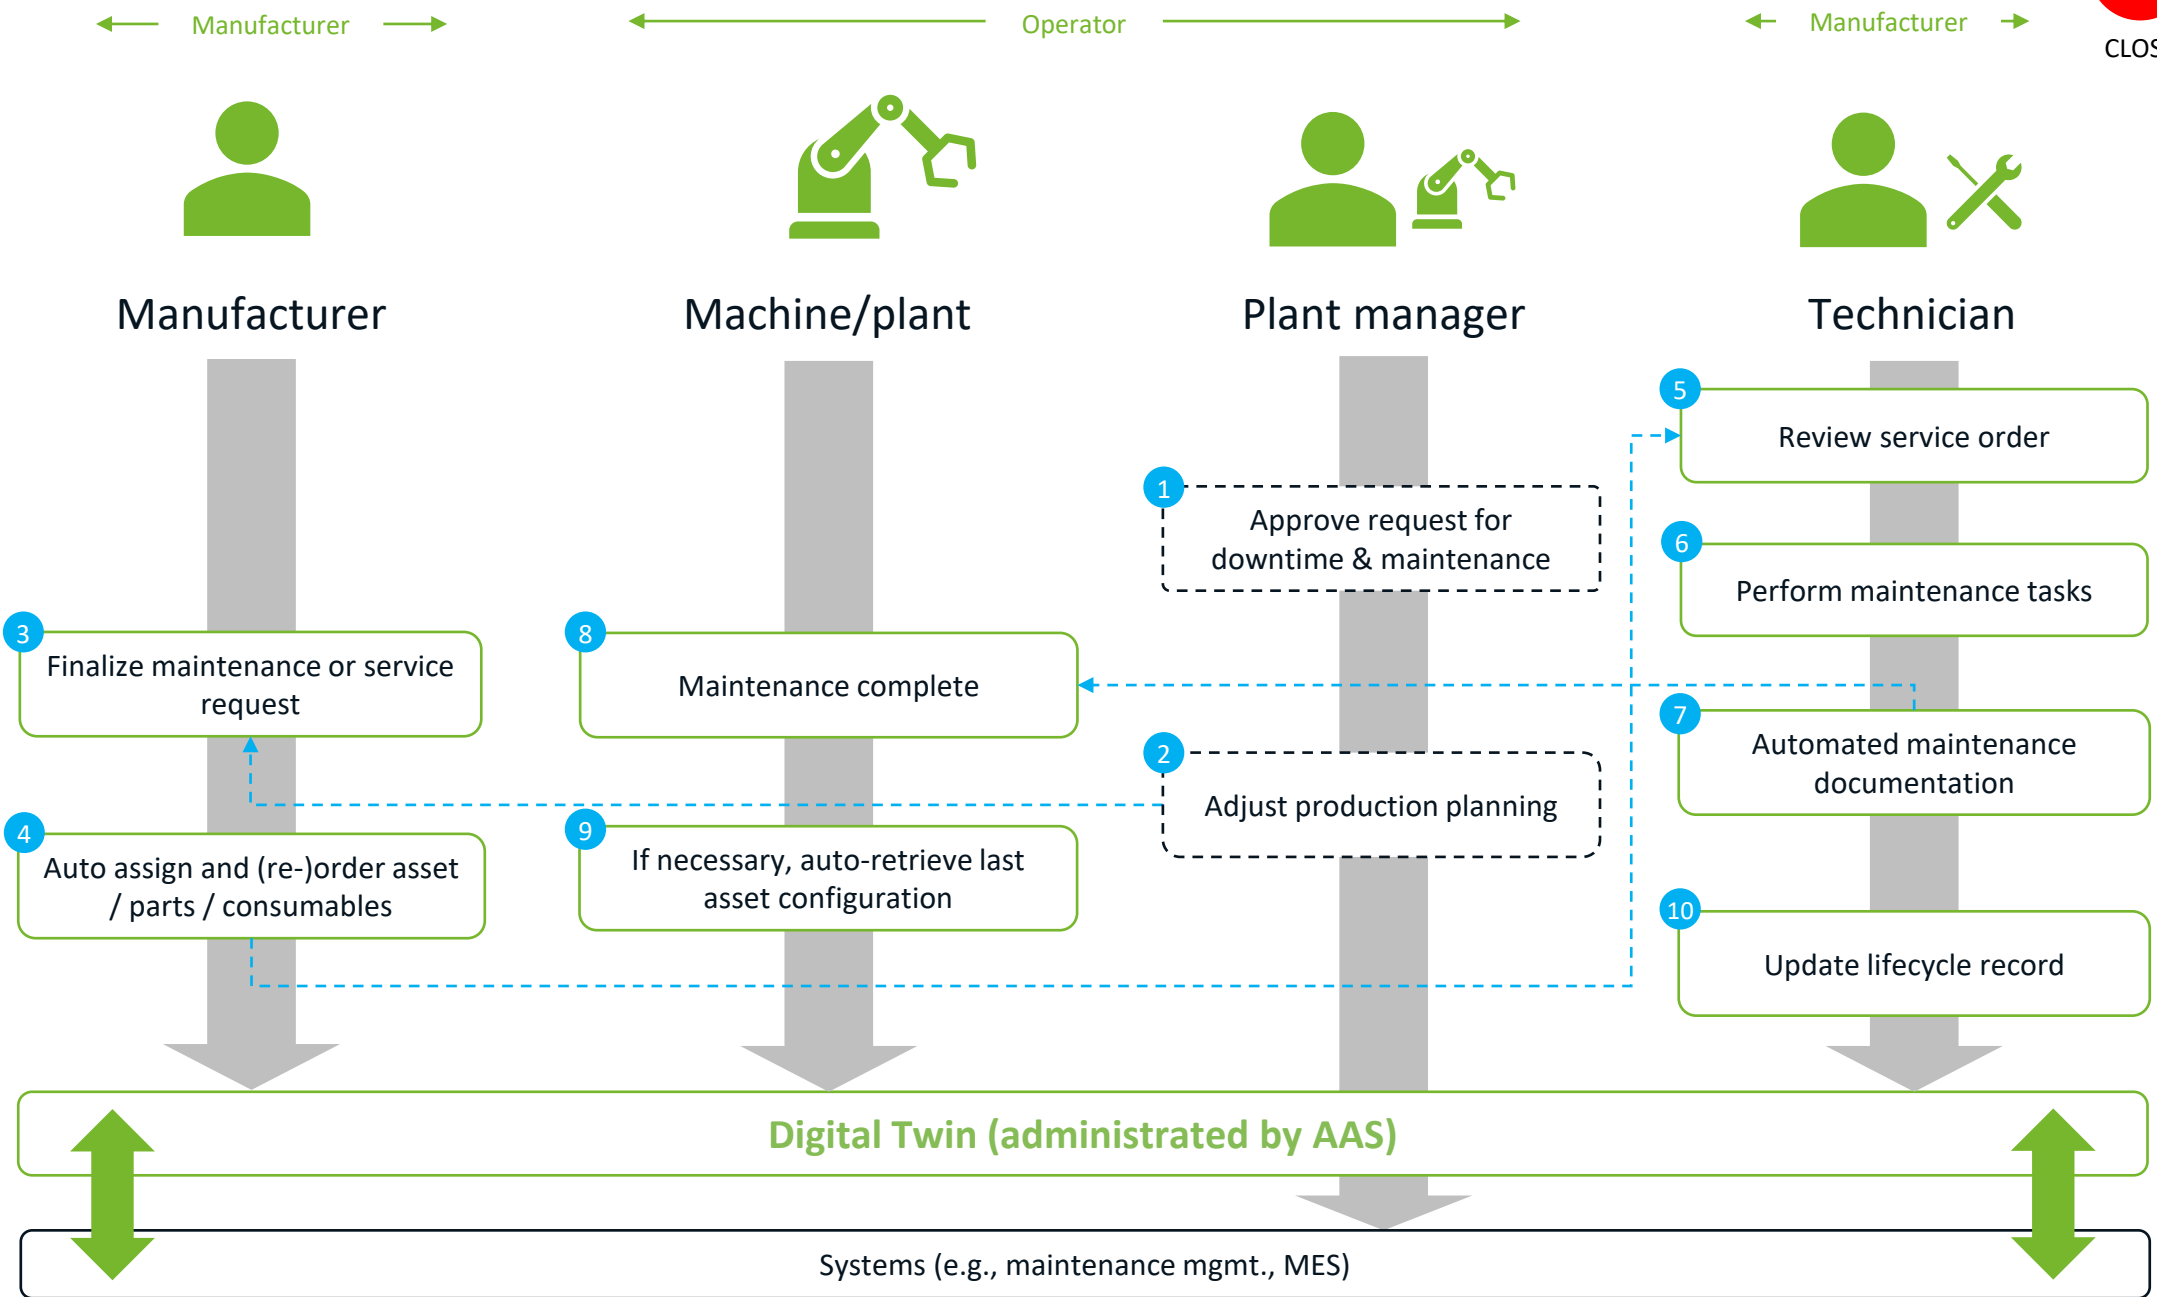 Manufacturer
Operator
Manufacturer
CLOS
Manufacturer
Machine/plant
Plant manager
Technician
5
Review service order
1
Approve request for
downtime & maintenance
6
Perform maintenance tasks
3
Finalize maintenance or service
request
8
Maintenance complete
7
Automated maintenance
documentation
2
Adjust production planning
4
Auto assign and (re-)order asset
/ parts / consumables
9
If necessary, auto-retrieve last
asset configuration
10
Update lifecycle record
Digital Twin (administrated by AAS)
Systems (e.g., maintenance mgmt., MES)